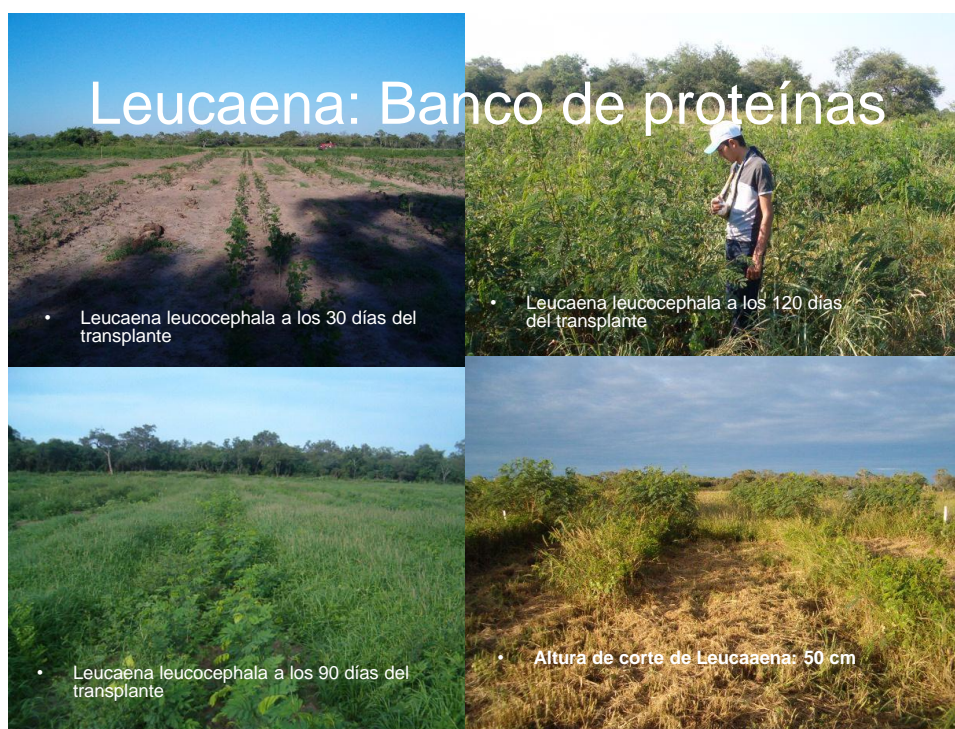 Leucaena: Banco de proteínas
• Leucaena leucocephala a los 30 días del
transplante
• Leucaena leucocephala a los 120 días
del transplante
• Leucaena leucocephala a los 90 días del
transplante
• Altura de corte de Leucaaena: 50 cm